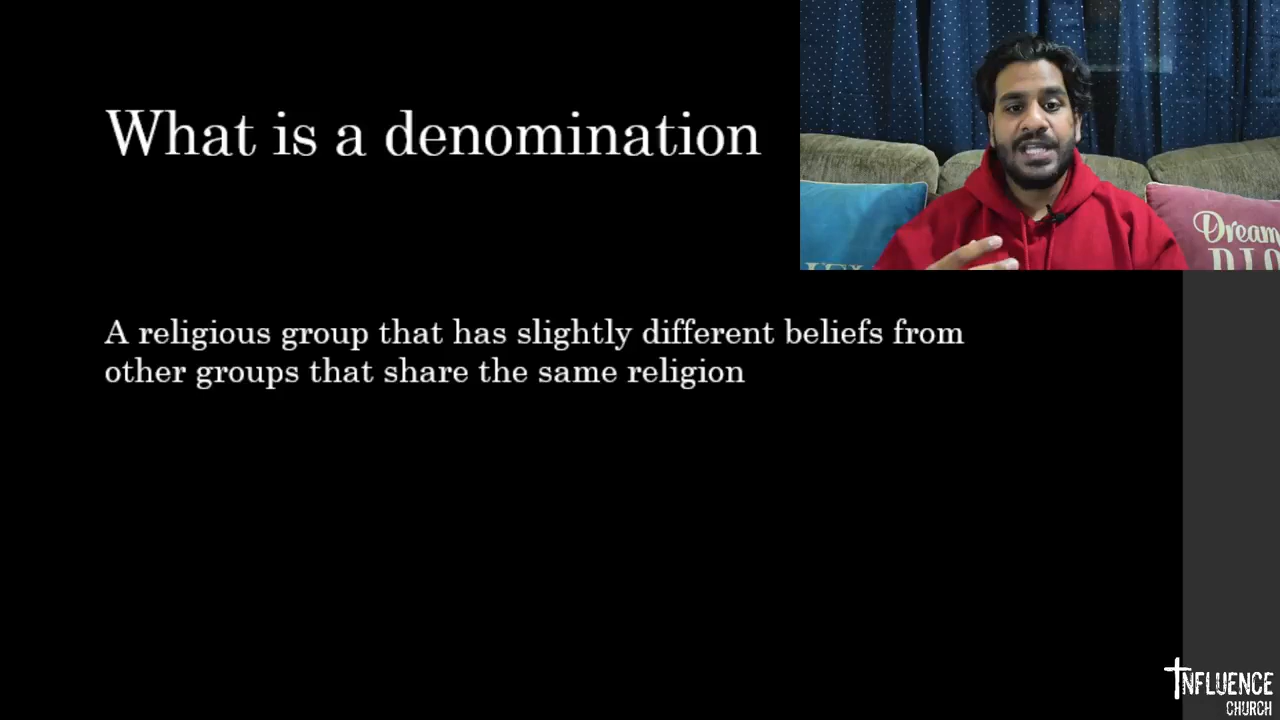 What is a denomination
A religious group that has slightly different beliefs from
other groups that share the same religion
Dream
INFLUENCE
CHURCH